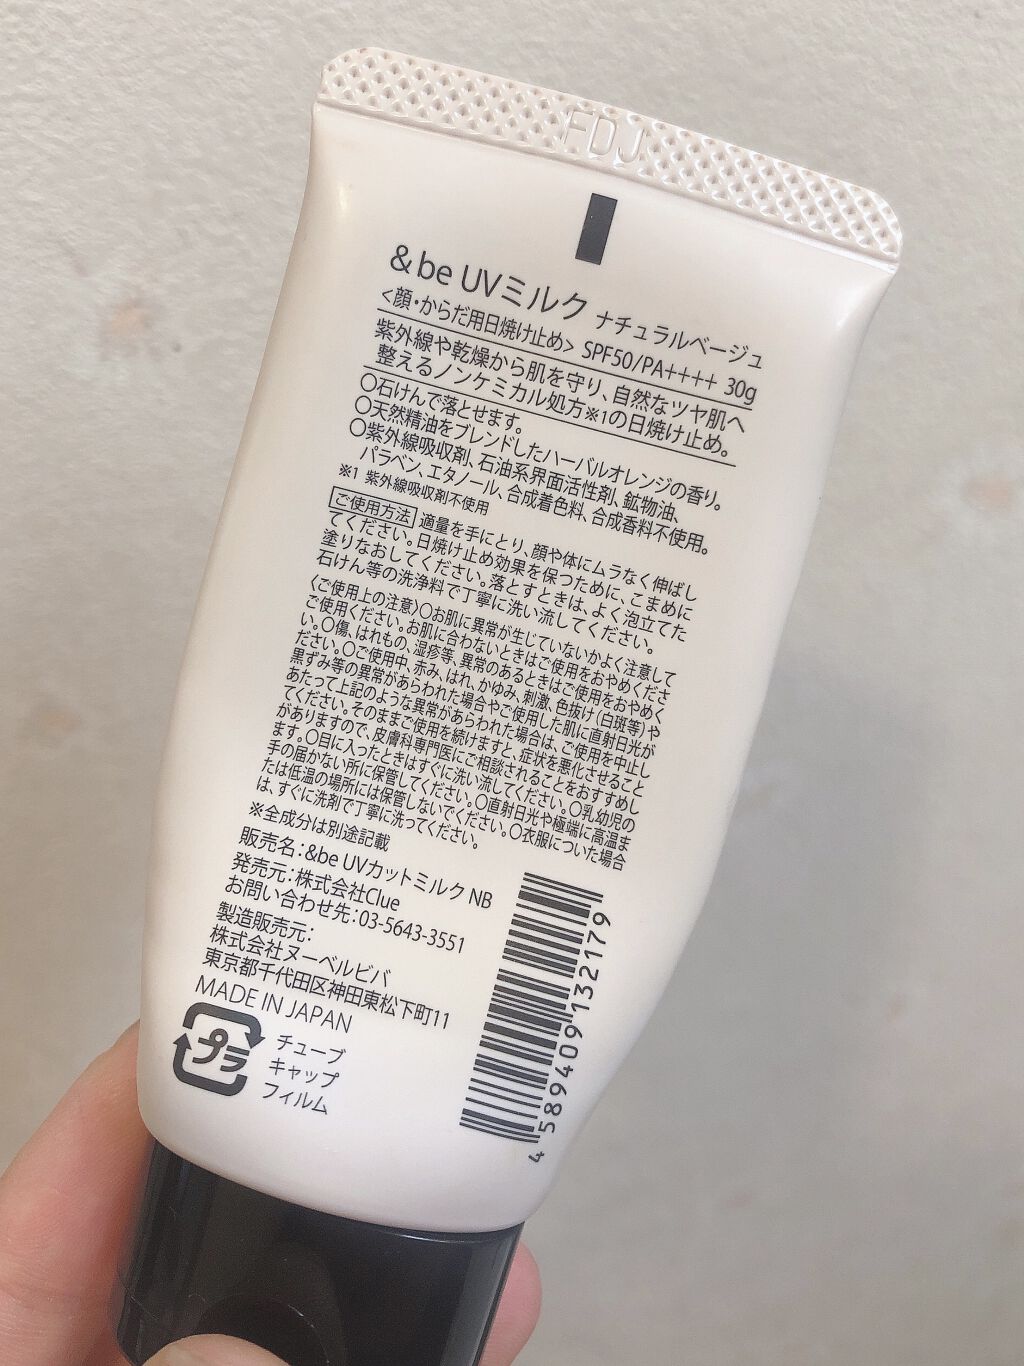 FDJ
&be UVミルク ナチュラルベージュ
<顔・からだ用日焼け止め> SPF50/PA++++ 30g
紫外線や乾燥から肌を守り、自然なツヤ肌へ
整えるノンケミカル処方※1の日焼け止め。
〇石けんで落とせます。
〇天然精油をブレンドしたハーバルオレンジの香り。
〇紫外線吸収剤、石油系界面活性剤、鉱物油、
パラベン、エタノール、合成着色料、合成香料不使用。
※1 紫外線吸収剤不使用
ご使用方法 適量を手にとり、顔や体にムラなく伸ばし
てください。日焼け止め効果を保つために、こまめに
塗りなおしてください。落とすときは、よく泡立てた
石けん等の洗浄料で丁寧に洗い流してください。
〈ご使用上の注意〉〇お肌に異常が生じていないかよく注意して
ご使用ください。お肌に合わないときはご使用をおやめくださ
い。〇傷、はれもの、湿疹等、異常のあるときはご使用をおやめく
ださい。〇ご使用中、赤み、はれ、かゆみ、刺激、色抜け(白斑等)や
黒ずみ等の異常があらわれた場合やご使用した肌に直射日光が
あたって上記のような異常があらわれた場合は、ご使用を中止し
てください。そのままご使用を続けますと、症状を悪化させること
がありますので、皮膚科専門医にご相談されることをおすすめし
ます。〇目に入ったときはすぐに洗い流してください。〇乳幼児の
手の届かない所に保管してください。〇直射日光や極端に高温ま
たは低温の場所には保管しないでください。〇衣服についた場合
は、すぐに洗剤で丁寧に洗ってください。
※全成分は別途記載
販売名：&be UVカットミルク NB
発売元：株式会社Clue
お問い合わせ先：03-5643-3551
製造販売元：
株式会社ヌーベルビバ
東京都千代田区神田東松下町11
MADE IN JAPAN
プラ
チューブ
キャップ
フィルム
4 589409 132179